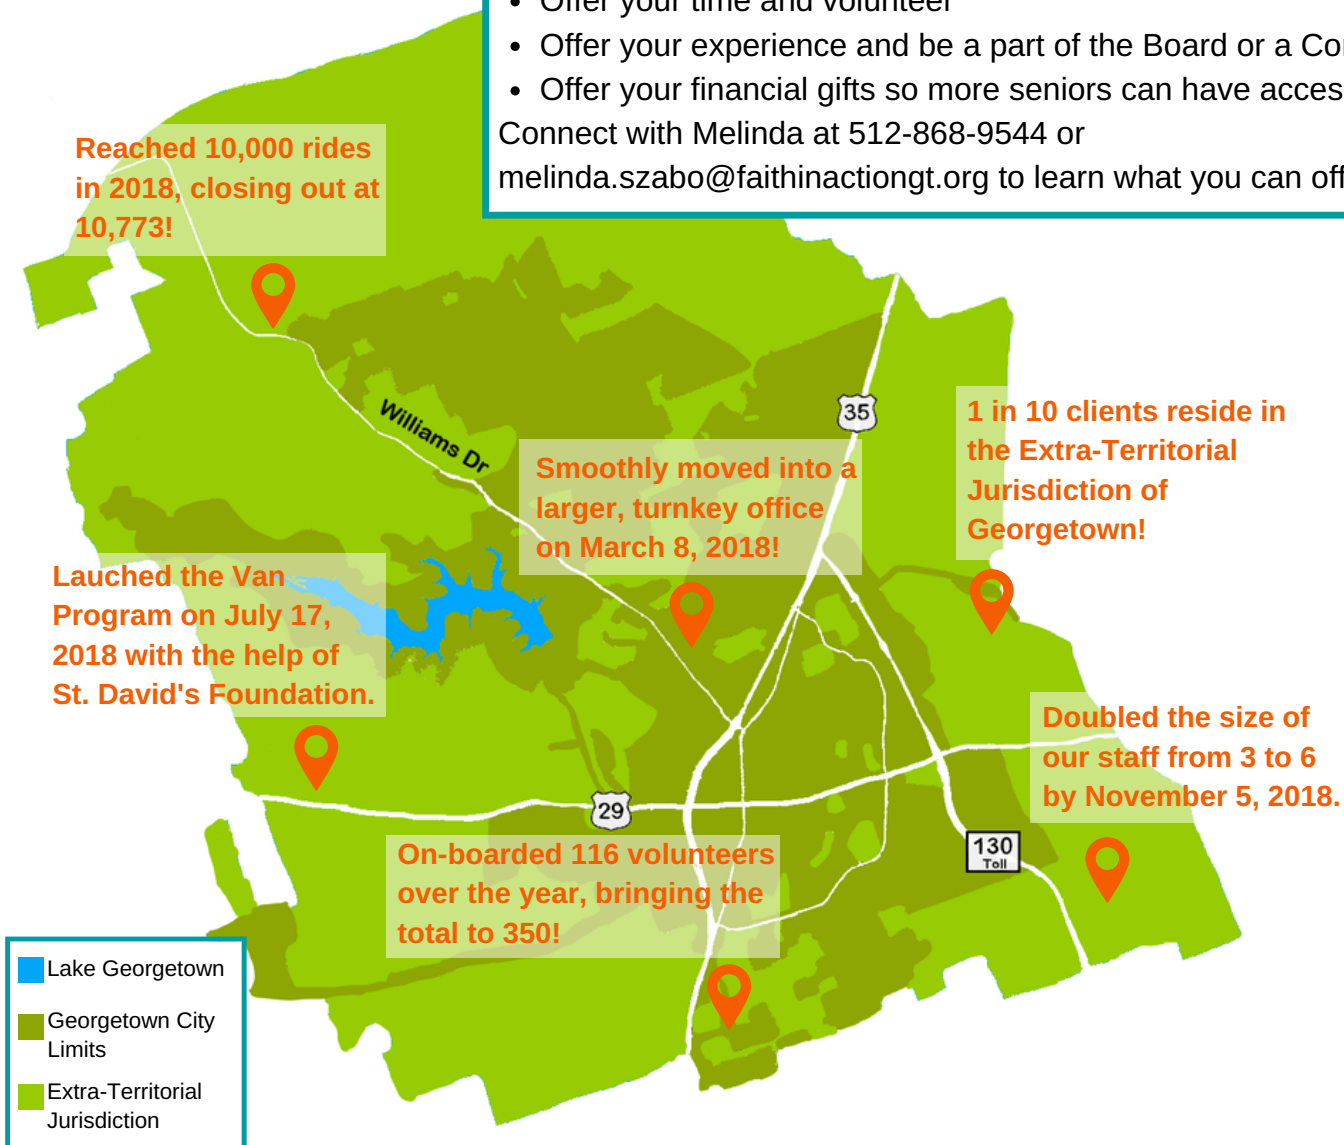 • Offer your time and volunteer
• Offer your experience and be a part of the Board or a
• Offer your financial gifts so more seniors can have
Connect with Melinda at 512-868-9544 or
melinda.szabo@faithinactiongt.org to learn what you can
Reached 10,000 rides
in 2018, closing out at
10,773!
35
Williams Dr
1 in 10 clients reside in
the Extra-Territorial
Jurisdiction of
Georgetown!
Smoothly moved into a
larger, turnkey office
on March 8, 2018!
Lauched the Van
Program on July 17,
2018 with the help of
St. David's Foundation.
Doubled the size of
our staff from 3 to 6
by November 5, 2018.
29
130
Toll
On-boarded 116 volunteers
over the year, bringing the
total to 350!
Lake Georgetown
Georgetown City
Limits
Extra-Territorial
Jurisdiction